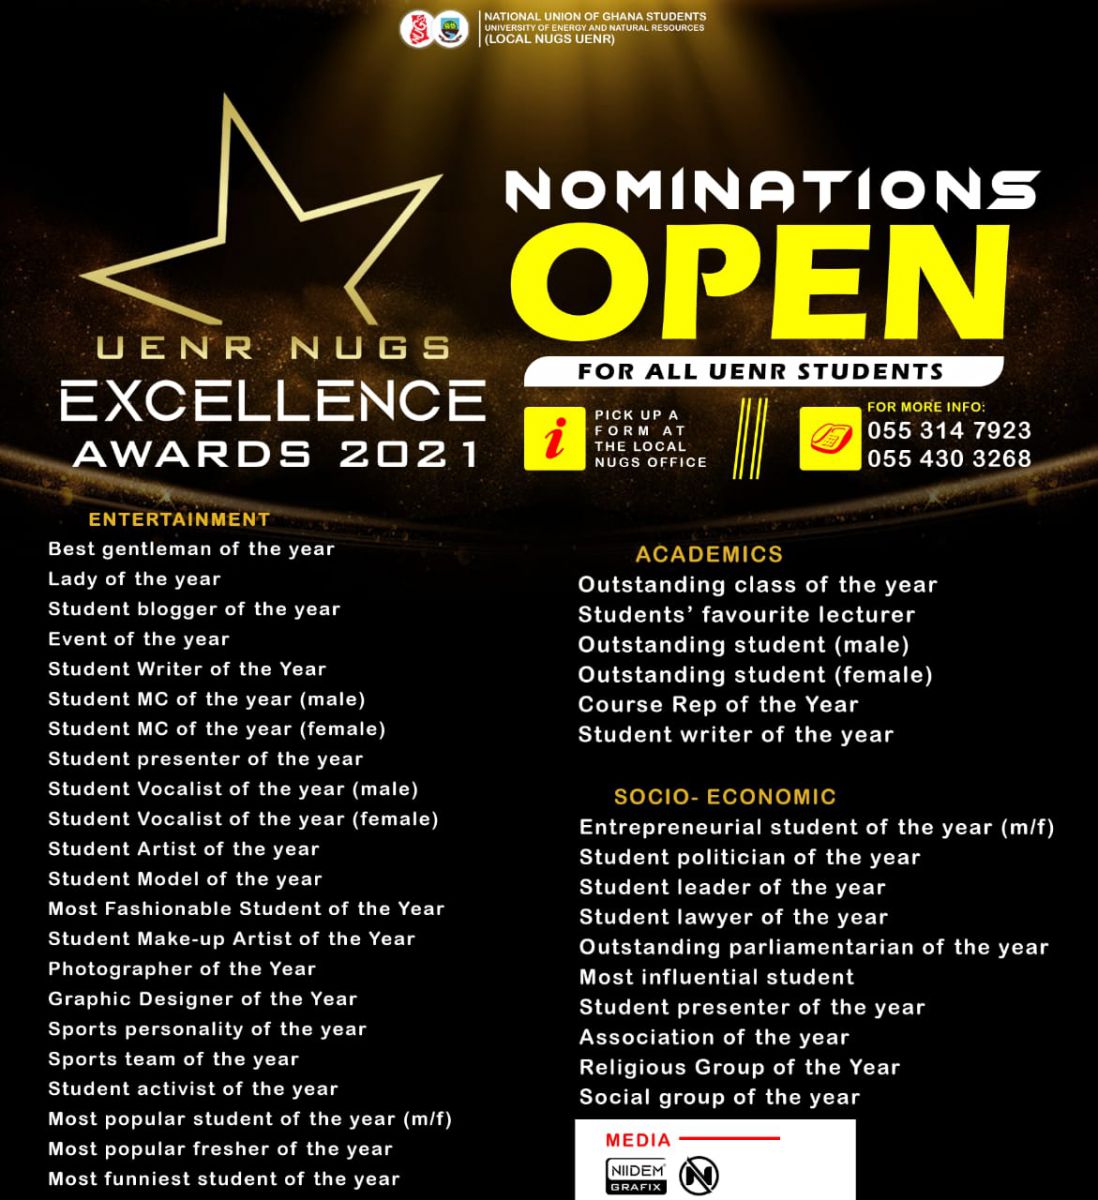 NATIONAL UNION OF GHANA STUDENTS
UNIVERSITY OF ENERGY AND NATURAL RESOURCES
(LOCAL NUGS UENR)
UENR NUGS
EXCELLENCE
AWARDS 2021
NOMINATIONS
OPEN
FOR ALL UENR STUDENTS
i
PICK UP A
FORM AT
THE LOCAL
NUGS OFFICE
FOR MORE INFO:
055 314 7923
055 430 3268
ENTERTAINMENT
Best gentleman of the year
Lady of the year
Student blogger of the year
Event of the year
Student Writer of the Year
Student MC of the year (male)
Student MC of the year (female)
Student presenter of the year
Student Vocalist of the year (male)
Student Vocalist of the year (female)
Student Artist of the year
Student Model of the year
Most Fashionable Student of the Year
Student Make-up Artist of the Year
Photographer of the Year
Graphic Designer of the Year
Sports personality of the year
Sports team of the year
Student activist of the year
Most popular student of the year (m/f)
Most popular fresher of the year
Most funniest student of the year
ACADEMICS
Outstanding class of the year
Students’ favourite lecturer
Outstanding student (male)
Outstanding student (female)
Course Rep of the Year
Student writer of the year
SOCIO- ECONOMIC
Entrepreneurial student of the year (m/f)
Student politician of the year
Student leader of the year
Student lawyer of the year
Outstanding parliamentarian of the year
Most influential student
Student presenter of the year
Association of the year
Religious Group of the Year
Social group of the year
MEDIA
NIIDEM
GRAFIX
N